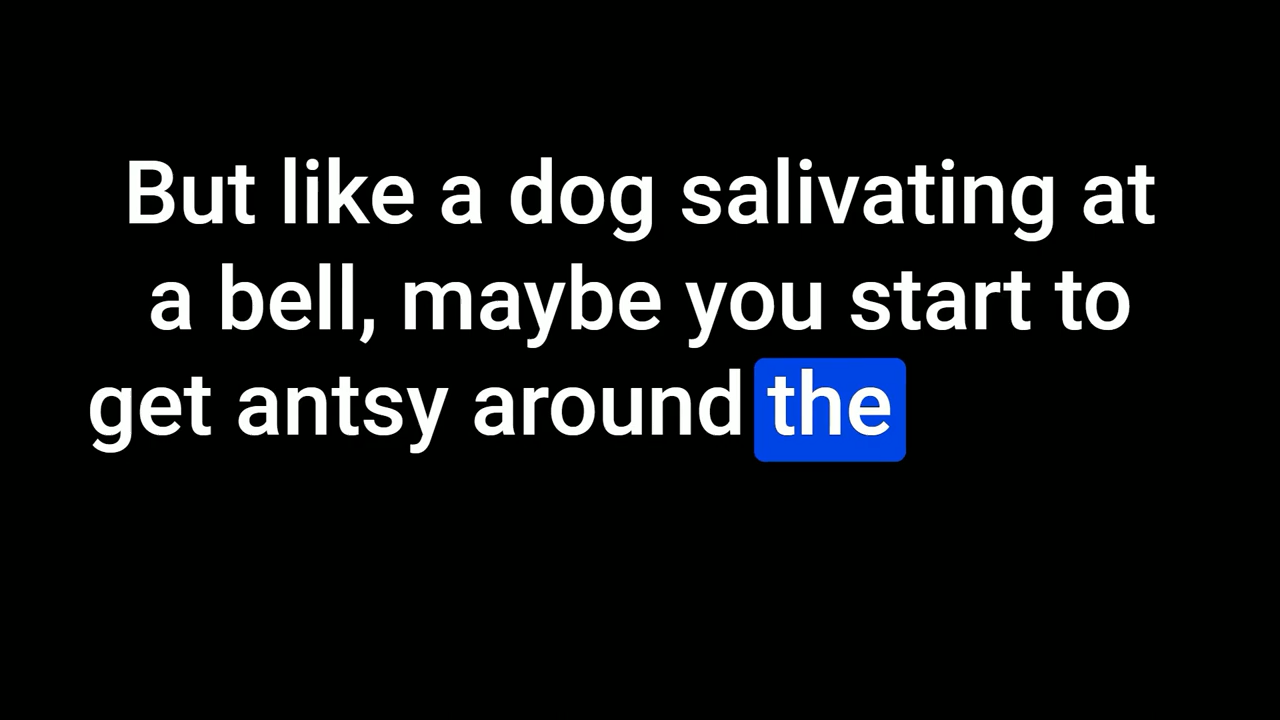 But like a dog salivating at
a bell, maybe you start to
get antsy around the